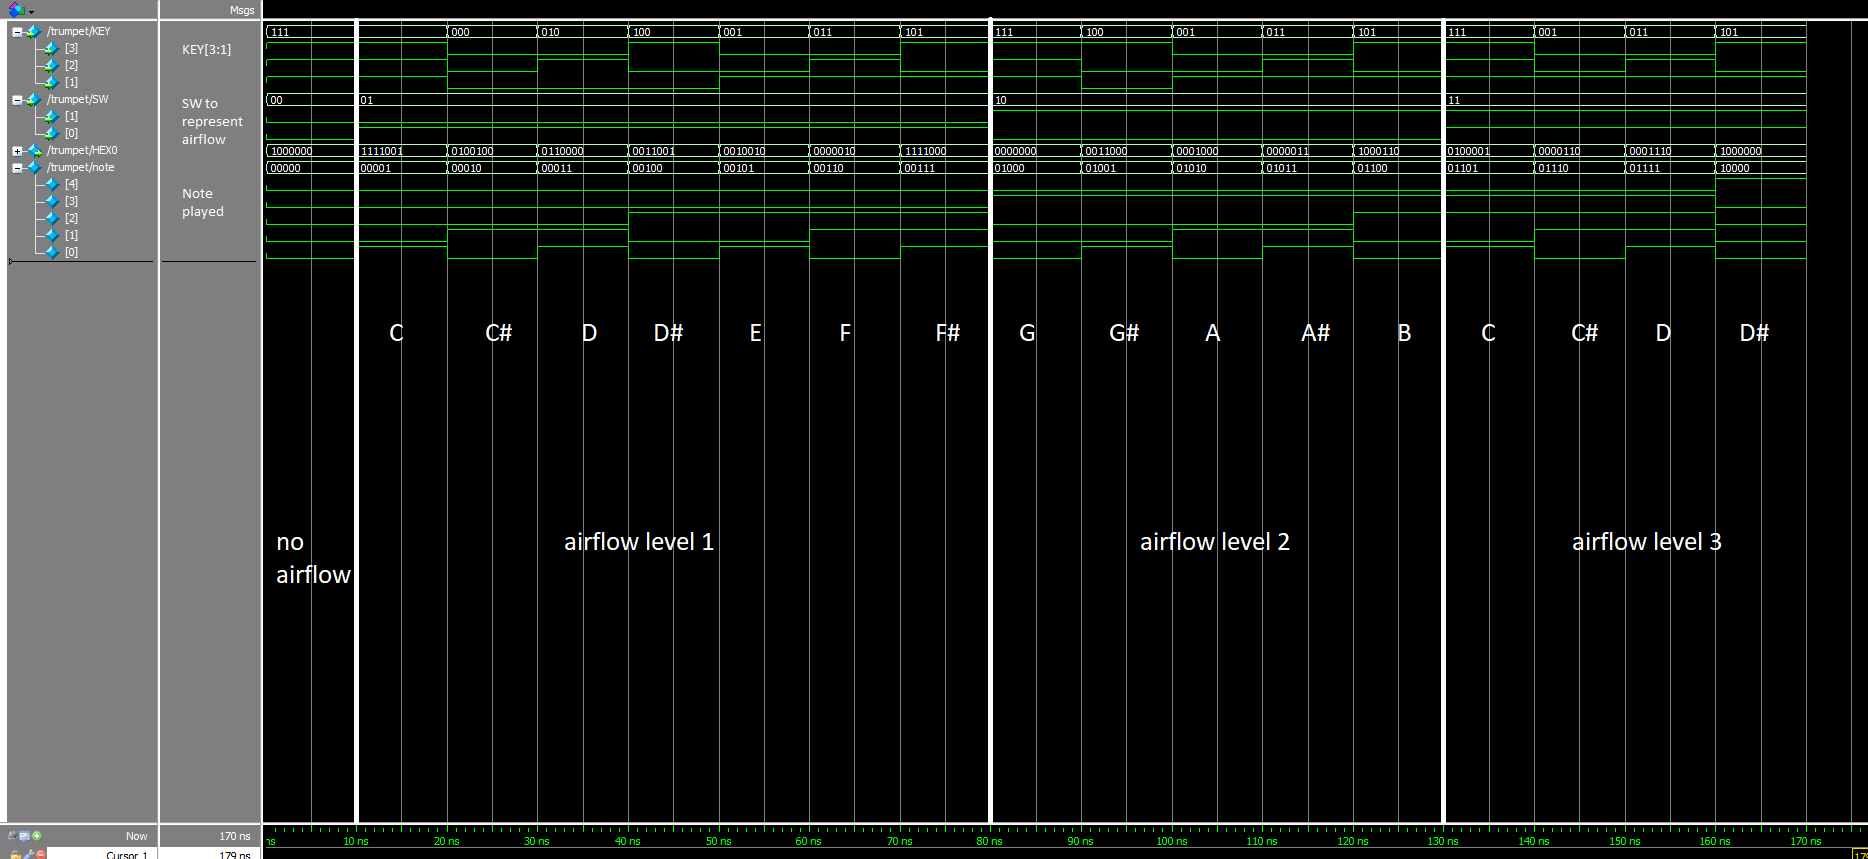 Msgs
/trumpet/KEY 111 000 010 100 001 011 101 111 100 001 011 101 111 001 011 101
[3] KEY[3:1]
[2]
[1]
/trumpet/SW SW to 00 01 10 11
[1] represent
[0] airflow
/trumpet/HEX0 1000000 1111001 0100100 0110000 0011001 0010010 0000010 1111000 0000000 0011000 0001000 0000011 1000110 0100001 0000110 0001110 1000000
/trumpet/note 00000 00001 00010 00011 00100 00101 00110 00111 01000 01001 01010 01011 01100 01101 01110 01111 10000
[4]
[3] Note
[2] played
[1]
[0]
C C# D D# E F F# G G# A A# B C C# D D#
no airflow level 1 airflow level 2 airflow level 3
airflow
Now 170 ns ns 10 ns 20 ns 30 ns 40 ns 50 ns 60 ns 70 ns 80 ns 90 ns 100 ns 110 ns 120 ns 130 ns 140 ns 150 ns 160 ns 170 ns
Cursor 1 179 ns